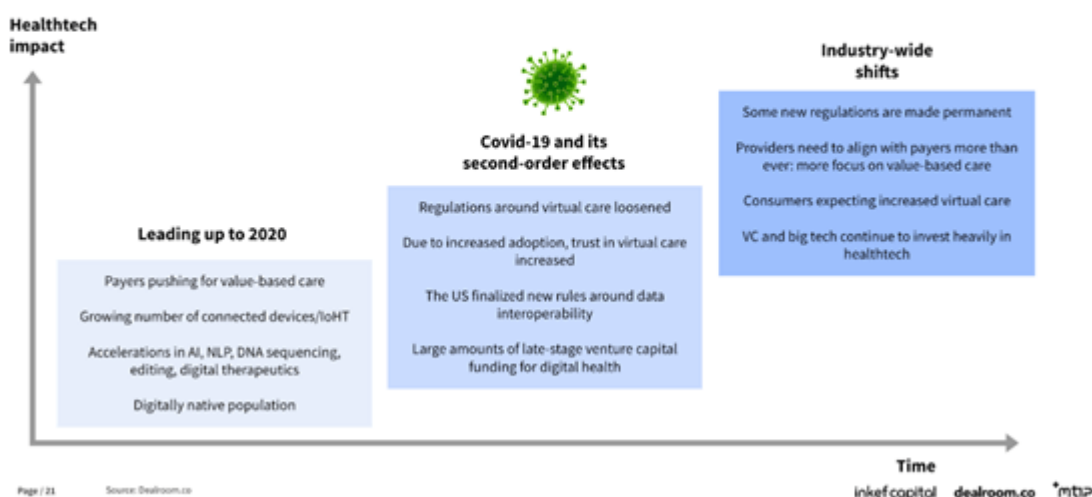 Healthtech
impact
Industry-wide
shifts
Some new regulations are made permanent
Providers need to align with payers more than
ever: more focus on value-based care
Consumers expecting increased virtual care
VC and big tech continue to invest heavily in
healthtech
Covid-19 and its
second-order effects
Regulations around virtual care loosened
Due to increased adoption, trust in virtual care
increased
The US finalized new rules around data
interoperability
Large amounts of late-stage venture capital
funding for digital health
Leading up to 2020
Payers pushing for value-based care
Growing number of connected devices/IoHT
Accelerations in AI, NLP, DNA sequencing,
editing, digital therapeutics
Digitally native population
Time
Page / 21
Source: Dealroom.co
inkef capital
dealroom.co